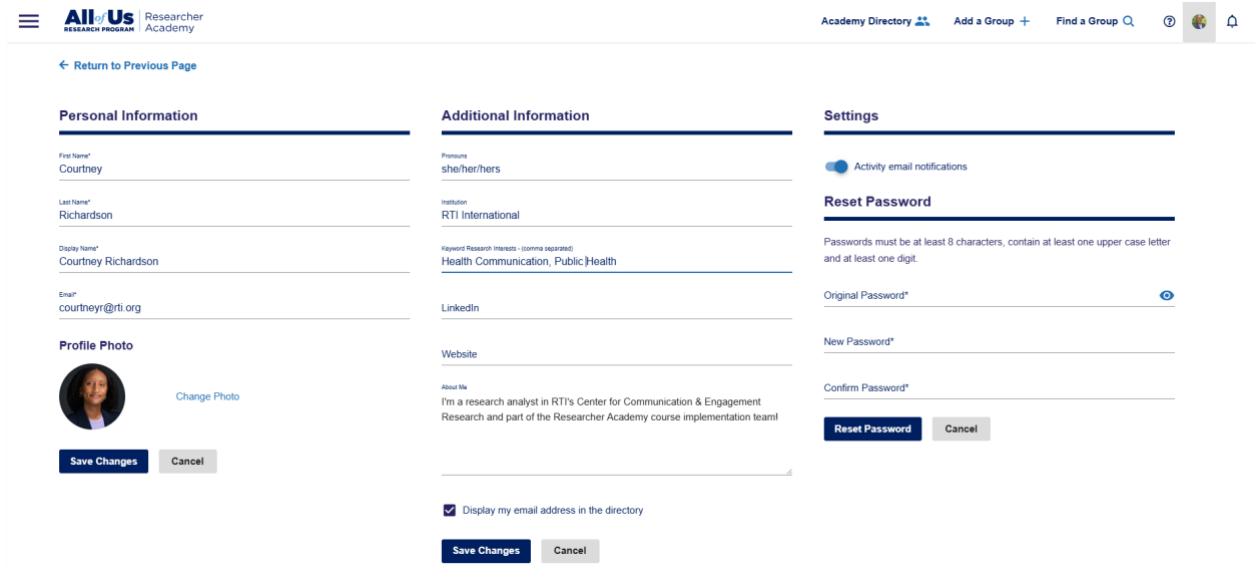 All of Us
RESEARCH PROGRAM
Researcher
Academy
Academy Directory
Add a Group
Find a Group
Return to Previous Page
Personal Information
First Name*
Courtney
Last Name*
Richardson
Display Name*
Courtney Richardson
Email*
courtneyr@rti.org
Profile Photo
Change Photo
Save Changes
Cancel
Additional Information
Pronouns
she/her/hers
Institution
RTI International
Keyword Research Interests - (comma separated)
Health Communication, Public Health
LinkedIn
Website
About Me
I'm a research analyst in RTI's Center for Communication & Engagement
Research and part of the Researcher Academy course implementation team!
Display my email address in the directory
Save Changes
Cancel
Settings
Activity email notifications
Reset Password
Passwords must be at least 8 characters, contain at least one upper case letter
and at least one digit.
Original Password*
New Password*
Confirm Password*
Reset Password
Cancel